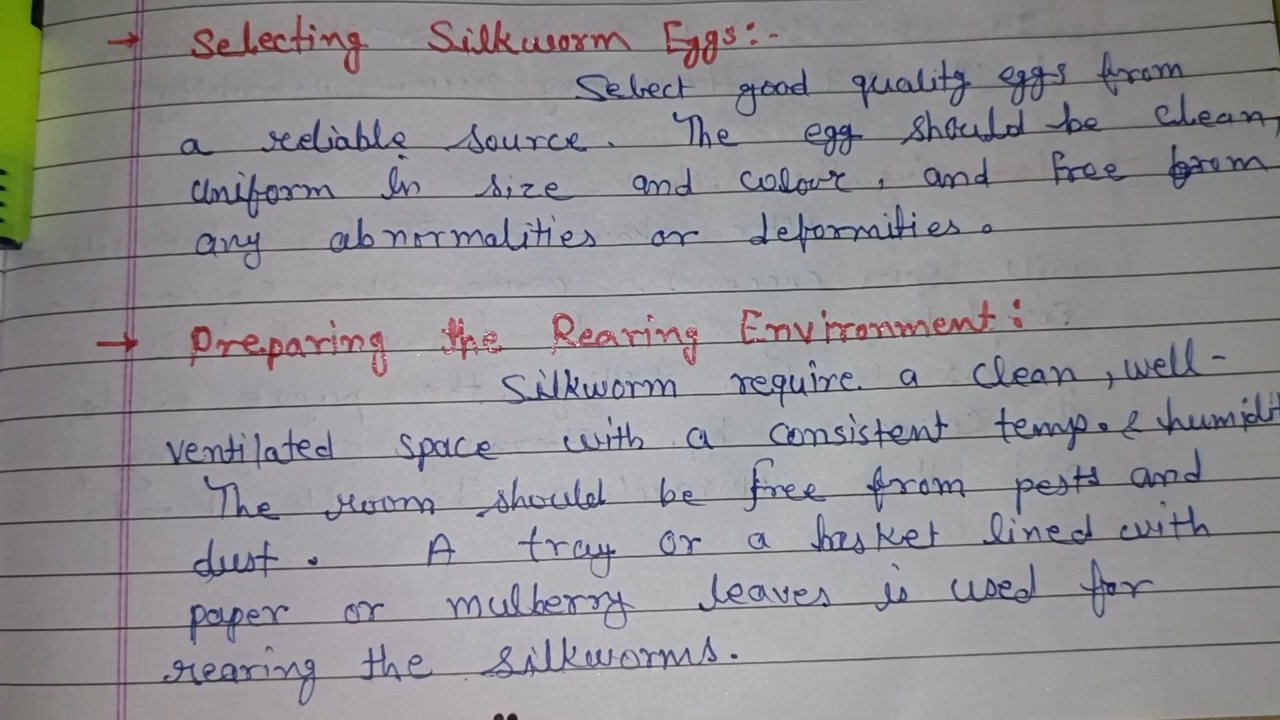 → Selecting Silkworm Eggs:-
Select good quality eggs from
a reliable source. The egg should be clean,
uniform in size and colour, and free from
any abnormalities or deformities.
→ Preparing the Rearing Environment:
Silkworm require a clean, well-
ventilated space with a consistent temp. & humidit
The room should be free from pests and
dust. A tray or a basket lined with
paper or mulberry leaves is used for
rearing the silkworms.